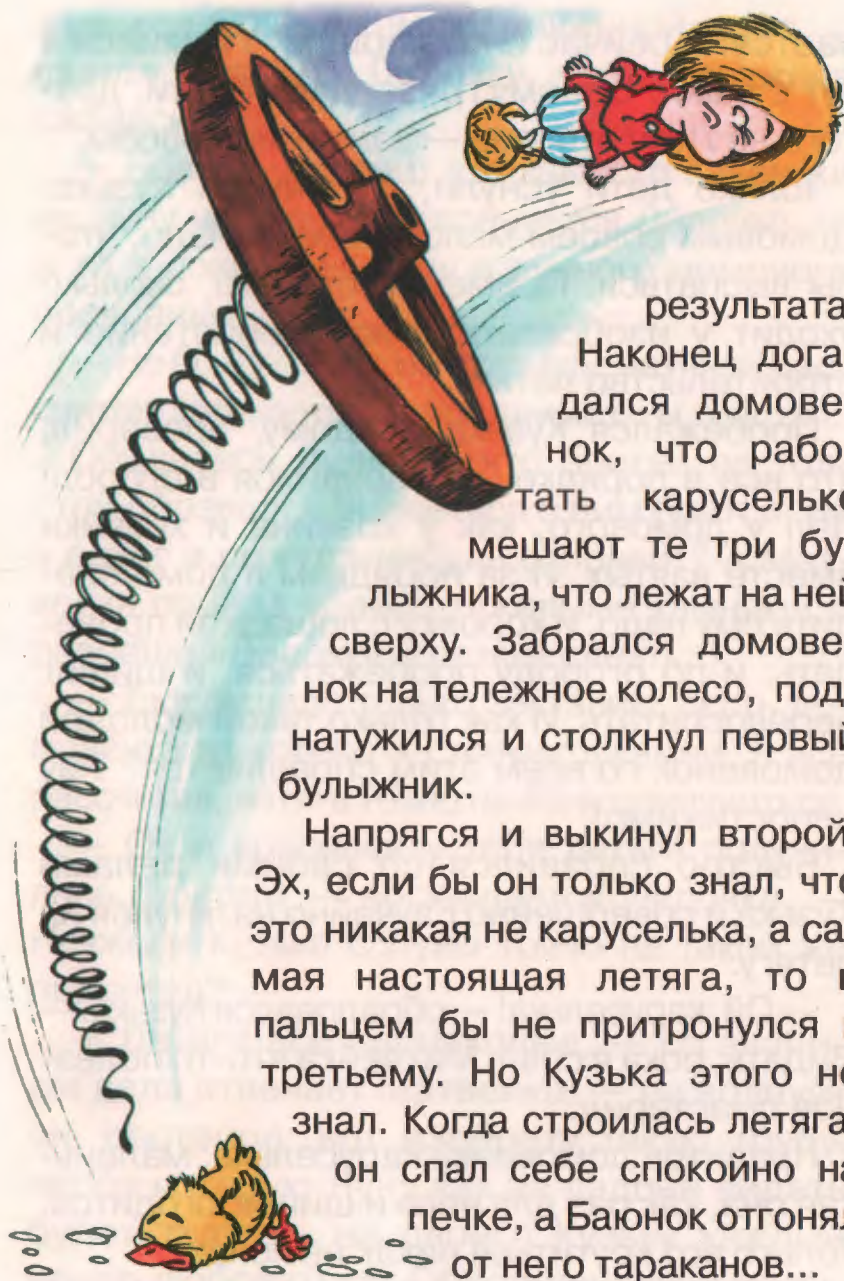 результата.
Наконец дога-
дался домове-
нок, что рабо-
тать карусельке
мешают те три бу-
лыжника, что лежат на ней
сверху. Забрался домове-
нок на тележное колесо, под-
натужился и столкнул первый
булыжник.
Напрягся и выкинул второй.
Эх, если бы он только знал, что
это никакая не каруселька, а са-
мая настоящая летяга, то и
пальцем бы не притронулся к
третьему. Но Кузька этого не
знал. Когда строилась летяга,
он спал себе спокойно на
печке, а Баюнок отгонял
от него тараканов...